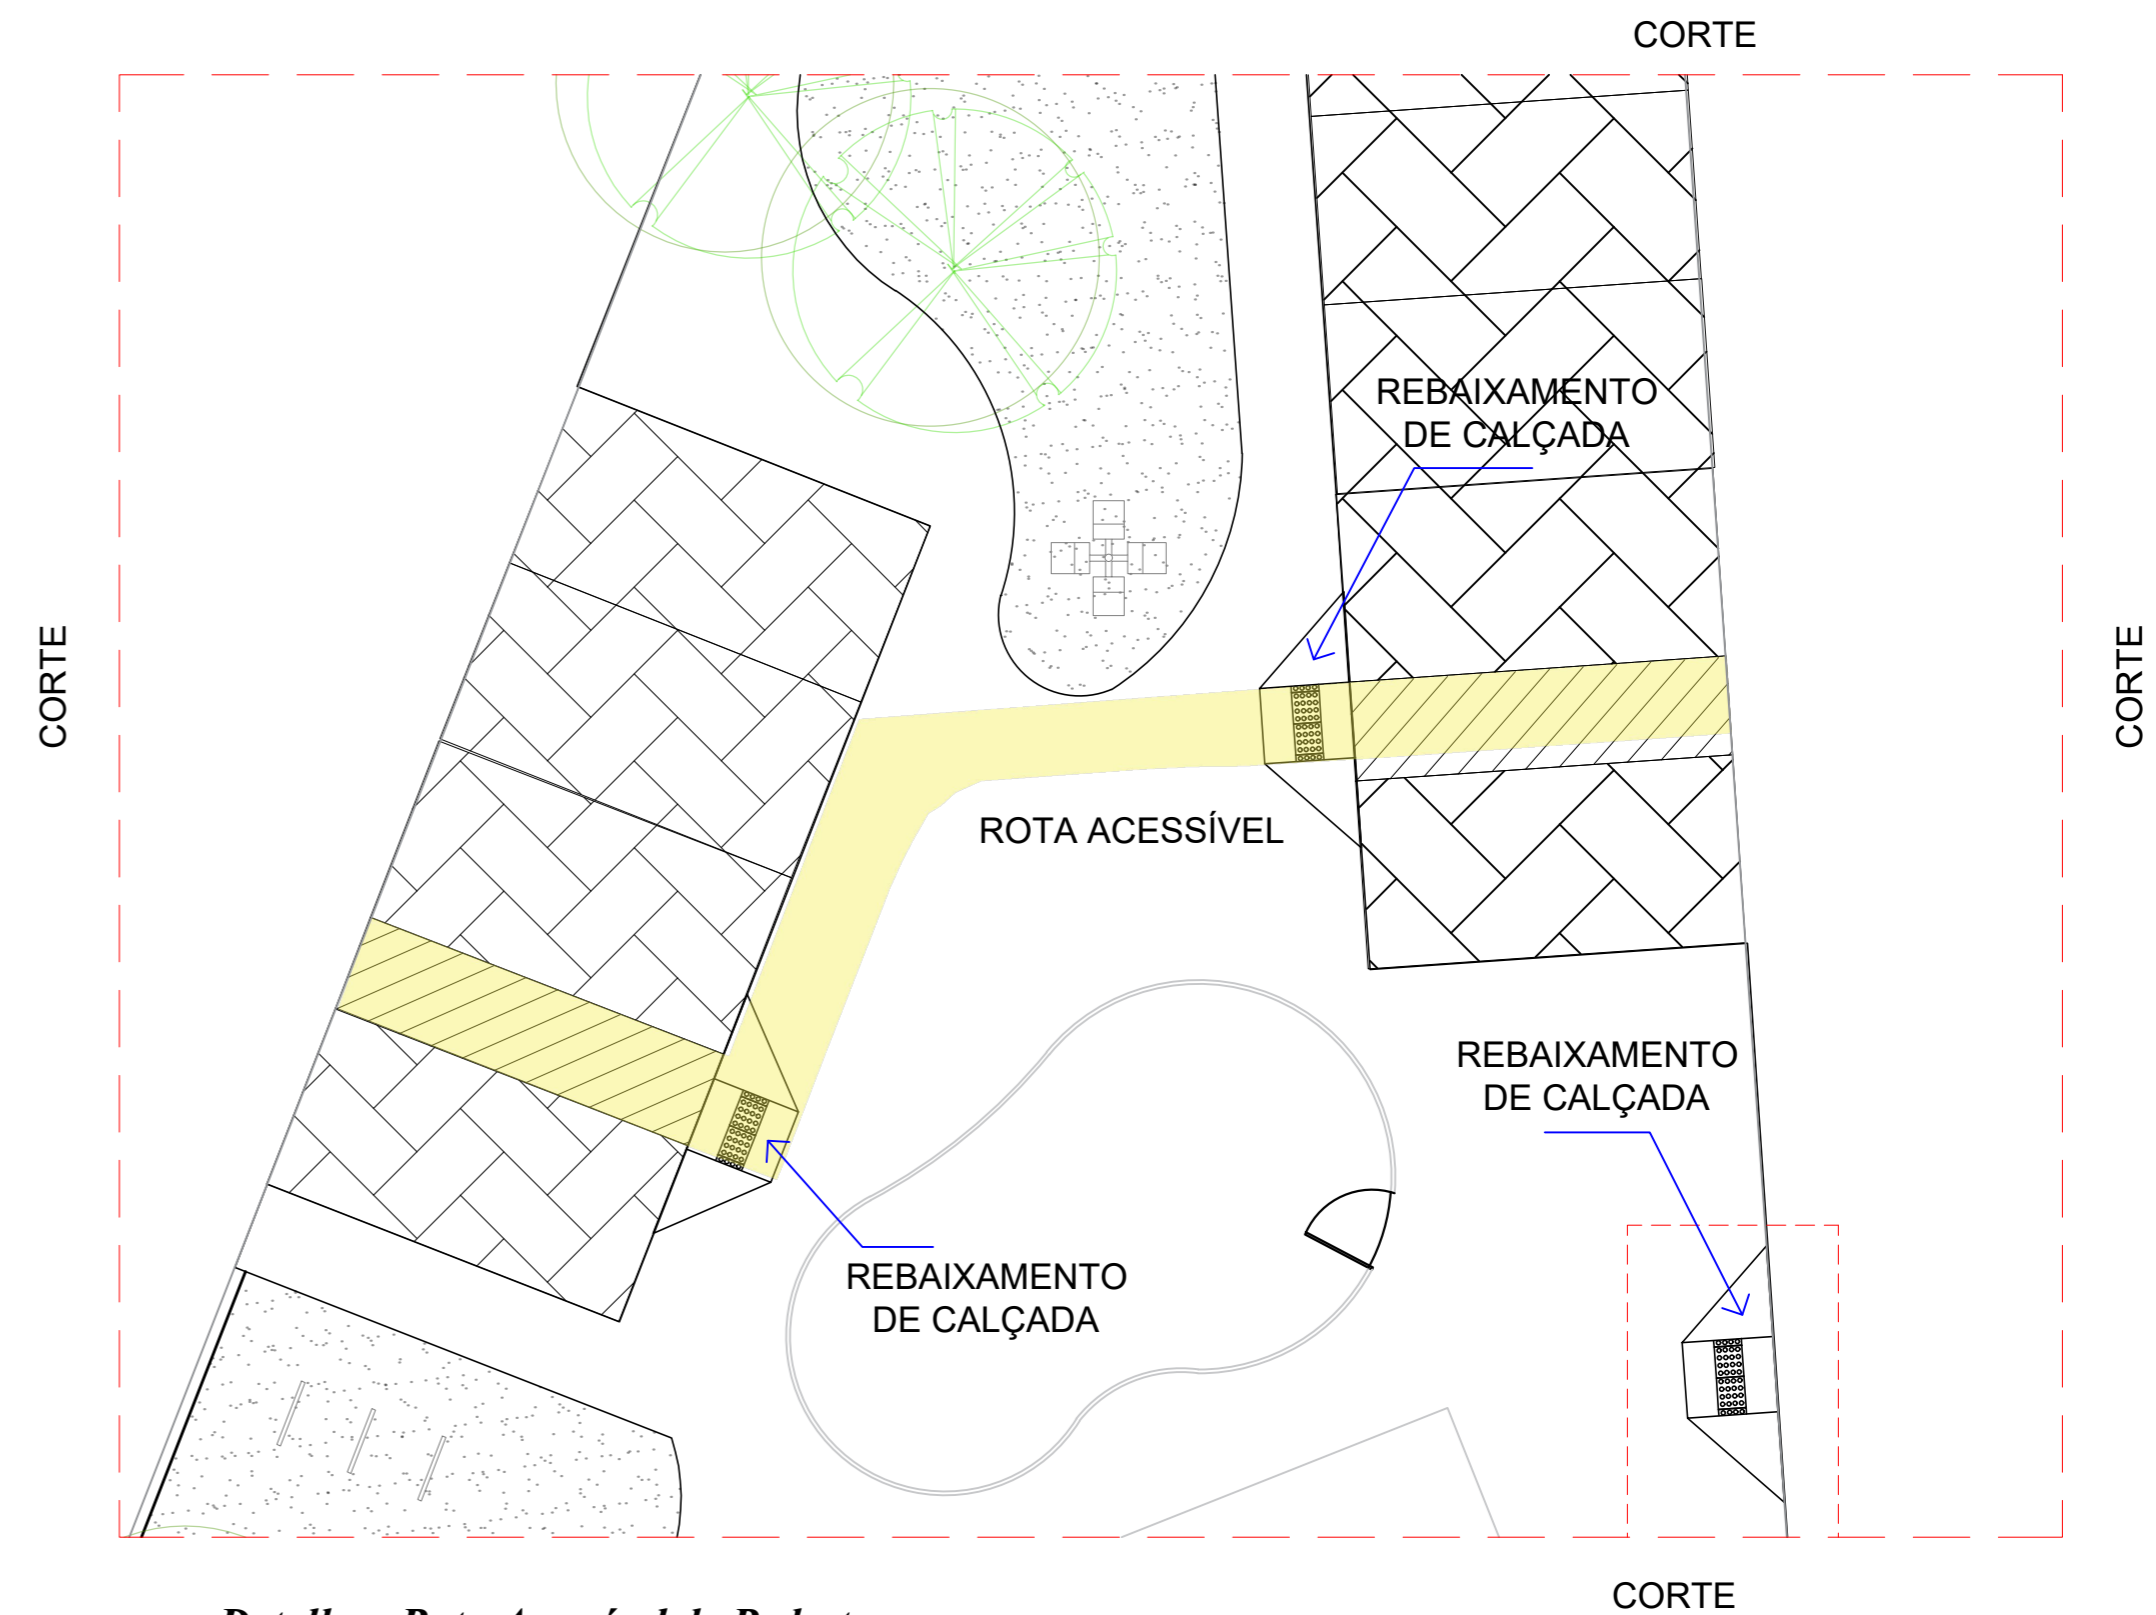 CORTE
REBAIXAMENTO
DE CALÇADA
CORTE
CORTE
ROTA ACESSÍVEL
REBAIXAMENTO
DE CALÇADA
REBAIXAMENTO
DE CALÇADA
CORTE